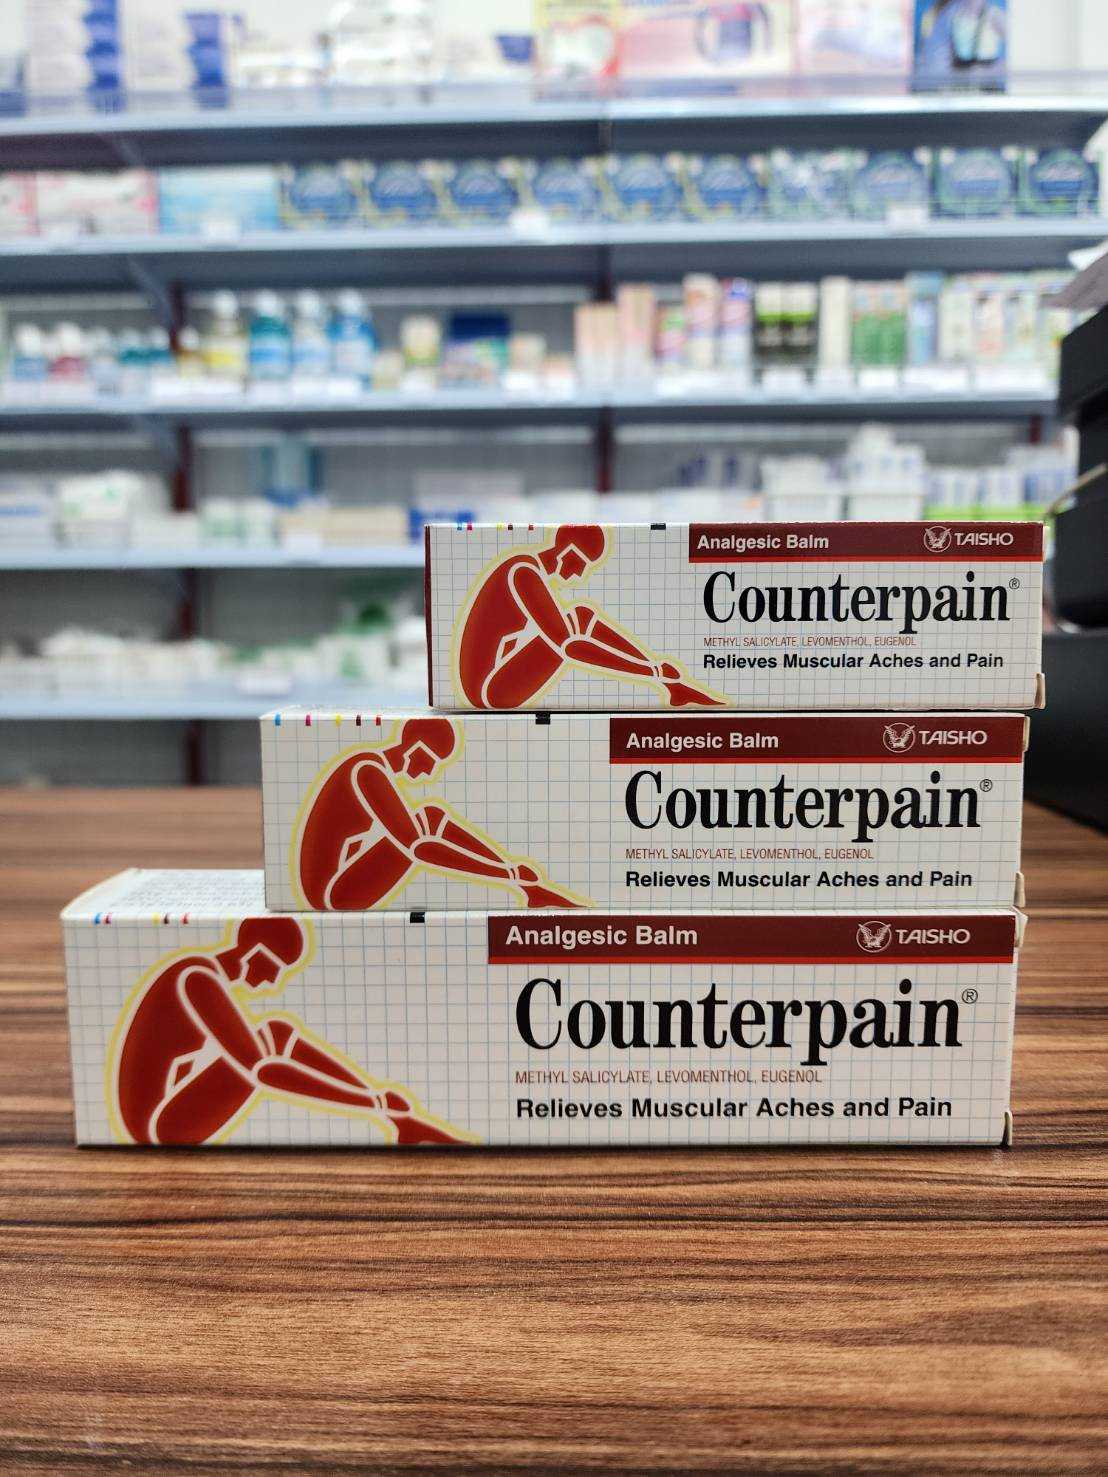 Analgesic Balm TAISHO
Counterpain®
METHYL SALICYLATE, LEVOMENTHOL, EUGENOL
Relieves Muscular Aches and Pain
Analgesic Balm TAISHO
Counterpain®
METHYL SALICYLATE, LEVOMENTHOL, EUGENOL
Relieves Muscular Aches and Pain
Analgesic Balm TAISHO
Counterpain®
METHYL SALICYLATE, LEVOMENTHOL, EUGENOL
Relieves Muscular Aches and Pain